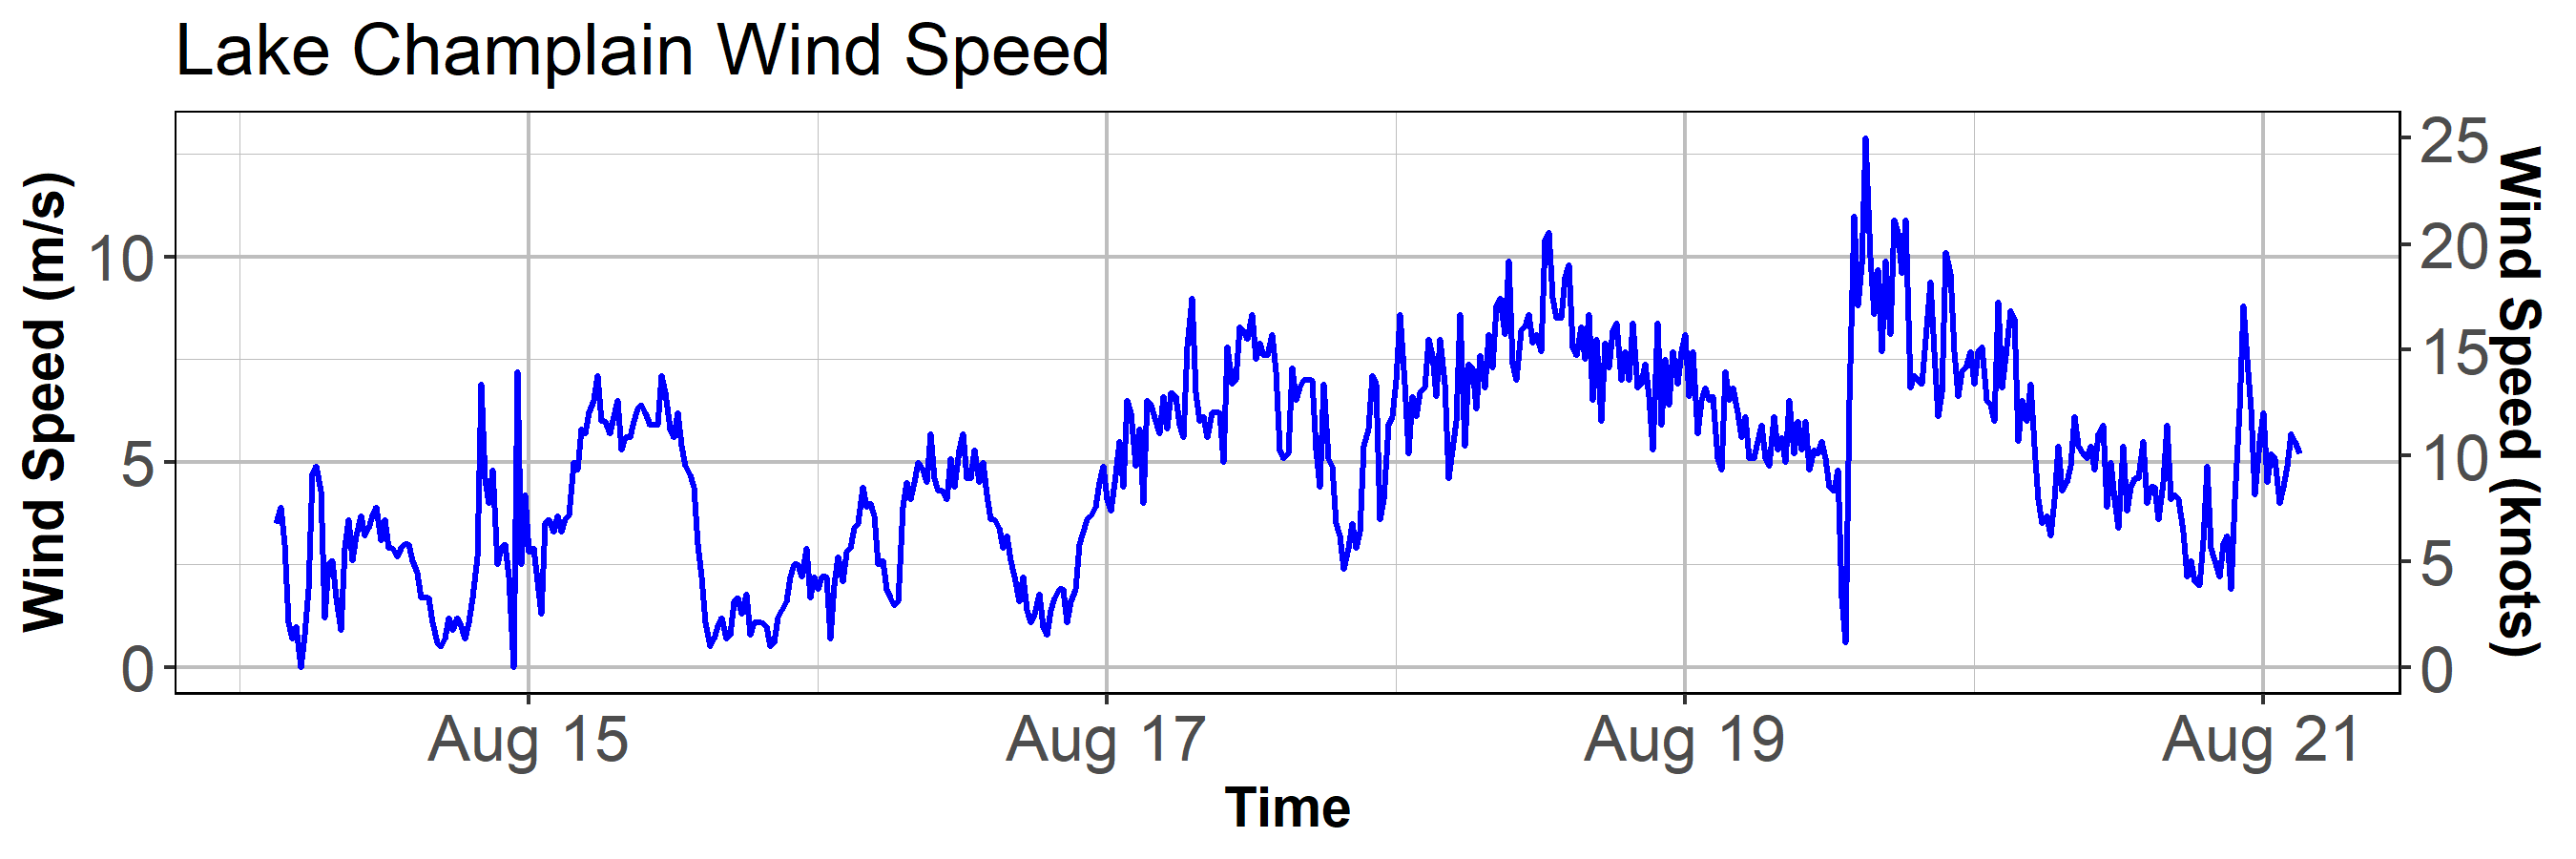 Lake Champlain Wind Speed
Wind Speed (m/s)
10
5
0
25
20
15
10
5
0
Wind Speed (knots)
Aug 15
Aug 17
Aug 19
Aug 21
Time